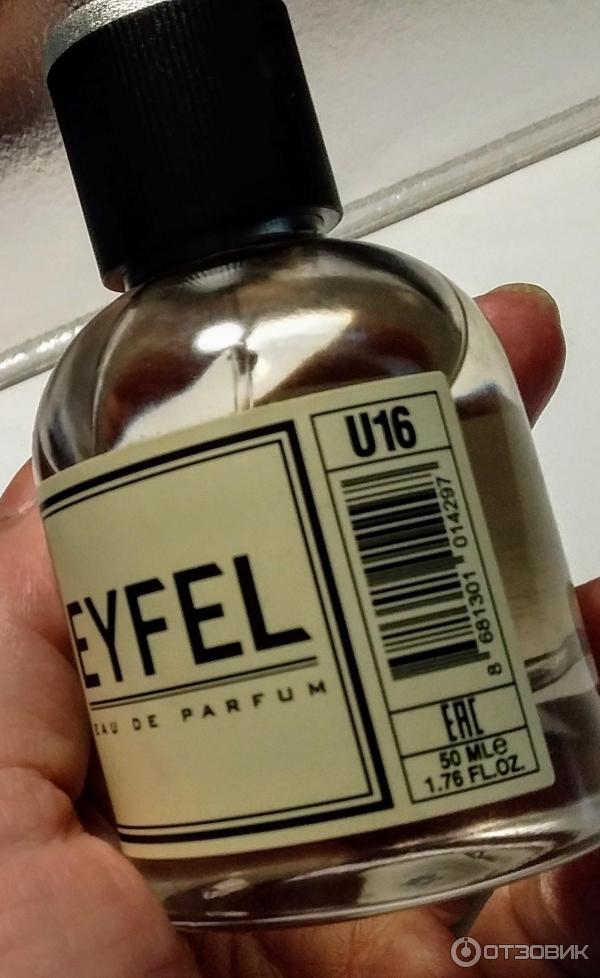 EYFEL
EAU DE PARFUM
U16
8 681301 014297
EAC
50 MLe
1.76 FL.OZ.
ОТЗОВИК